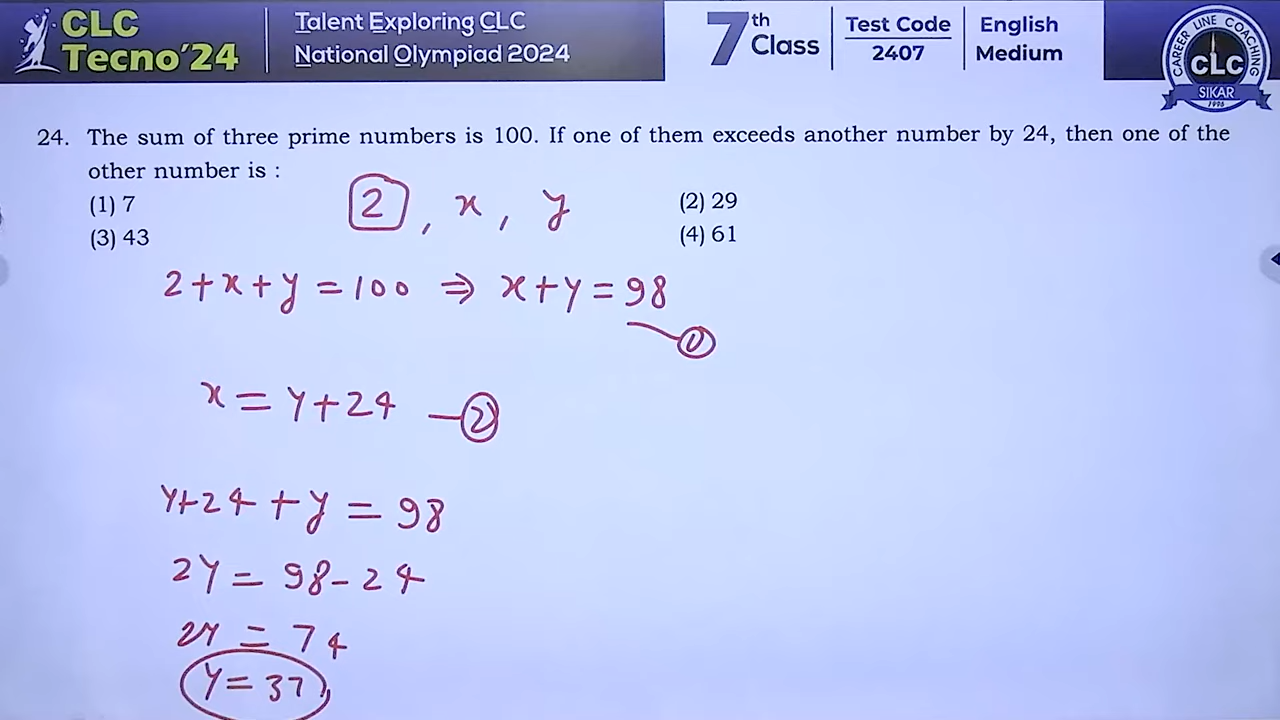 CLC
Tecno'24
Talent Exploring CLC
National Olympiad 2024
7th Class
Test Code
2407
English
Medium
CAREER LINE COACHING
CLC
SIKAR
1996
24. The sum of three prime numbers is 100. If one of them exceeds another number by 24, then one of the
other number is :
(1) 7
(2) 29
(3) 43
(4) 61
2 , x , y
2+x+y=100 ⇒ x+y=98
①
x = y+24 — ②
y+24 + y = 98
2y = 98-24
2y = 74
y = 37